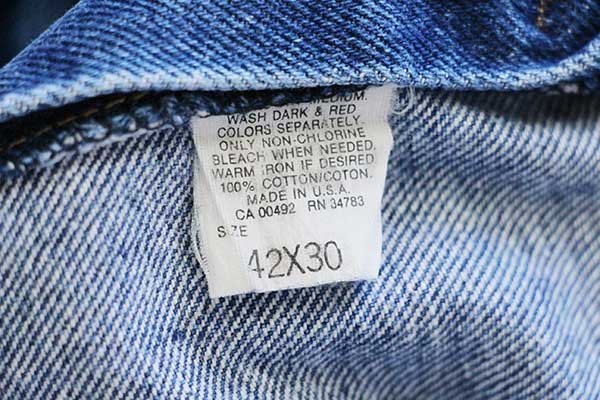 MEDIUM.
WASH DARK & RED
COLORS SEPARATELY.
ONLY NON-CHLORINE
BLEACH WHEN NEEDED.
WARM IRON IF DESIRED
100% COTTON/COTON.
MADE IN U.S.A.
CA 00492 RN 34783
SIZE
42X30